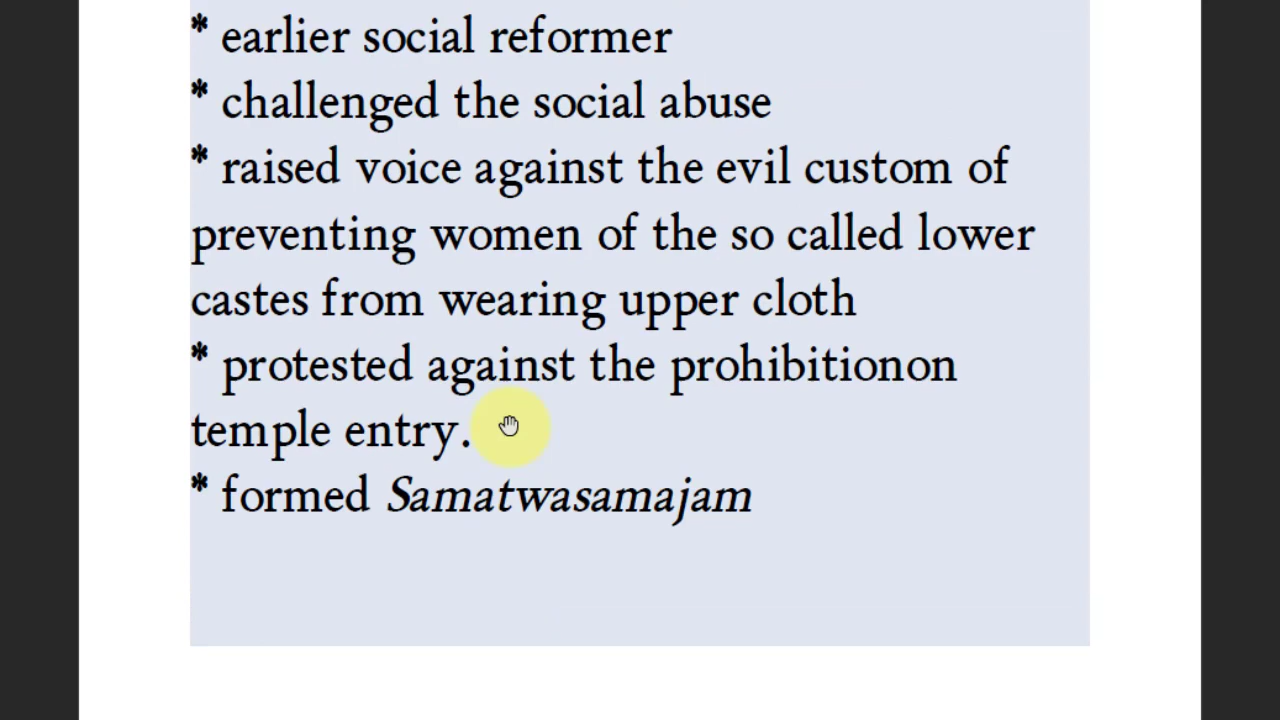 * earlier social reformer
* challenged the social abuse
* raised voice against the evil custom of
preventing women of the so called lower
castes from wearing upper cloth
* protested against the prohibitionon
temple entry.
* formed Samatwasamajam